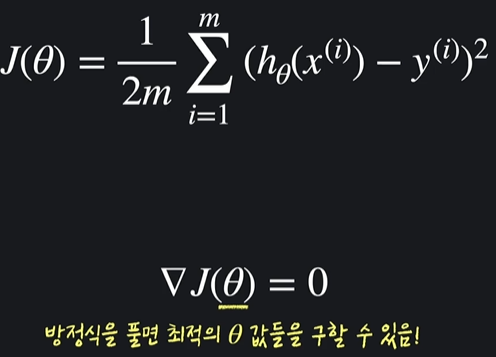 J(θ) = 1/2m ∑_{i=1}^{m} (h_θ(x^{(i)}) − y^{(i)})^2
∇J(θ) = 0
방정식을 풀면 최적의 θ 값들을 구할 수 있음!